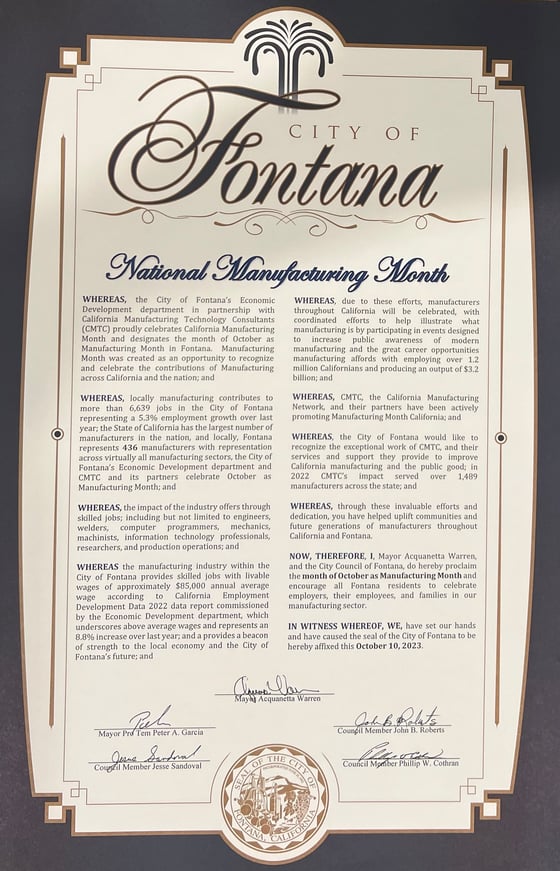 CITY OF
Fontana
National Manufacturing Month
WHEREAS, the City of Fontana's Economic
Development department in partnership with
California Manufacturing Technology Consultants
(CMTC) proudly celebrates California Manufacturing
Month and designates the month of October as
Manufacturing Month in Fontana. Manufacturing
Month was created as an opportunity to recognize
and celebrate the contributions of Manufacturing
across California and the nation; and
WHEREAS, locally manufacturing contributes to
more than 6,639 jobs in the City of Fontana
representing a 5.3% employment growth over last
year; the State of California has the largest number of
manufacturers in the nation, and locally, Fontana
represents 436 manufacturers with representation
across virtually all manufacturing sectors, the City of
Fontana's Economic Development department and
CMTC and its partners celebrate October as
Manufacturing Month; and
WHEREAS, the impact of the industry offers through
skilled jobs; including but not limited to engineers,
welders, computer programmers, mechanics,
machinists, information technology professionals,
researchers, and production operations; and
WHEREAS the manufacturing industry within the
City of Fontana provides skilled jobs with livable
wages of approximately $85,000 annual average
wage according to California Employment
Development Data 2022 data report commissioned
by the Economic Development department, which
underscores above average wages and represents an
8.8% increase over last year; and a provides a beacon
of strength to the local economy and the City of
Fontana's future; and
WHEREAS, due to these efforts, manufacturers
throughout California will be celebrated, with
coordinated efforts to help illustrate what
manufacturing is by participating in events designed
to increase public awareness of modern
manufacturing and the great career opportunities
manufacturing affords with employing over 1.2
million Californians and producing an output of $3.2
billion; and
WHEREAS, CMTC, the California Manufacturing
Network, and their partners have been actively
promoting Manufacturing Month California; and
WHEREAS, the City of Fontana would like to
recognize the exceptional work of CMTC, and their
services and support they provide to improve
California manufacturing and the public good; in
2022 CMTC's impact served over 1,489
manufacturers across the state; and
WHEREAS, through these invaluable efforts and
dedication, you have helped uplift communities and
future generations of manufacturers throughout
California and Fontana.
NOW, THEREFORE, I, Mayor Acquanetta Warren,
and the City Council of Fontana, do hereby proclaim
the month of October as Manufacturing Month and
encourage all Fontana residents to celebrate
employers, their employees, and families in our
manufacturing sector.
IN WITNESS WHEREOF, WE, have set our hands
and have caused the seal of the City of Fontana to be
hereby affixed this October 10, 2023.
Mayor Acquanetta Warren
Mayor Pro Tem Peter A. Garcia
John B Roberts
Council Member John B. Roberts
Jesse Sandoval
Council Member Jesse Sandoval
Council Member Phillip W. Cothran
SEAL OF THE CITY OF
FONTANA, CALIFORNIA